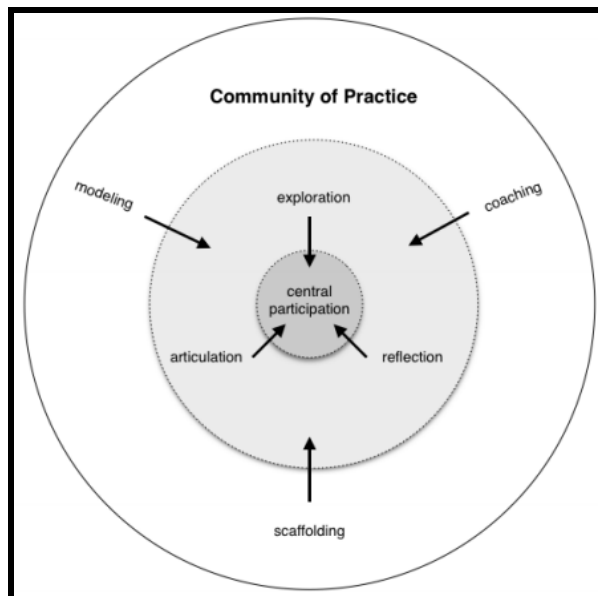 Community of Practice
modeling
coaching
exploration
central
participation
articulation
reflection
scaffolding